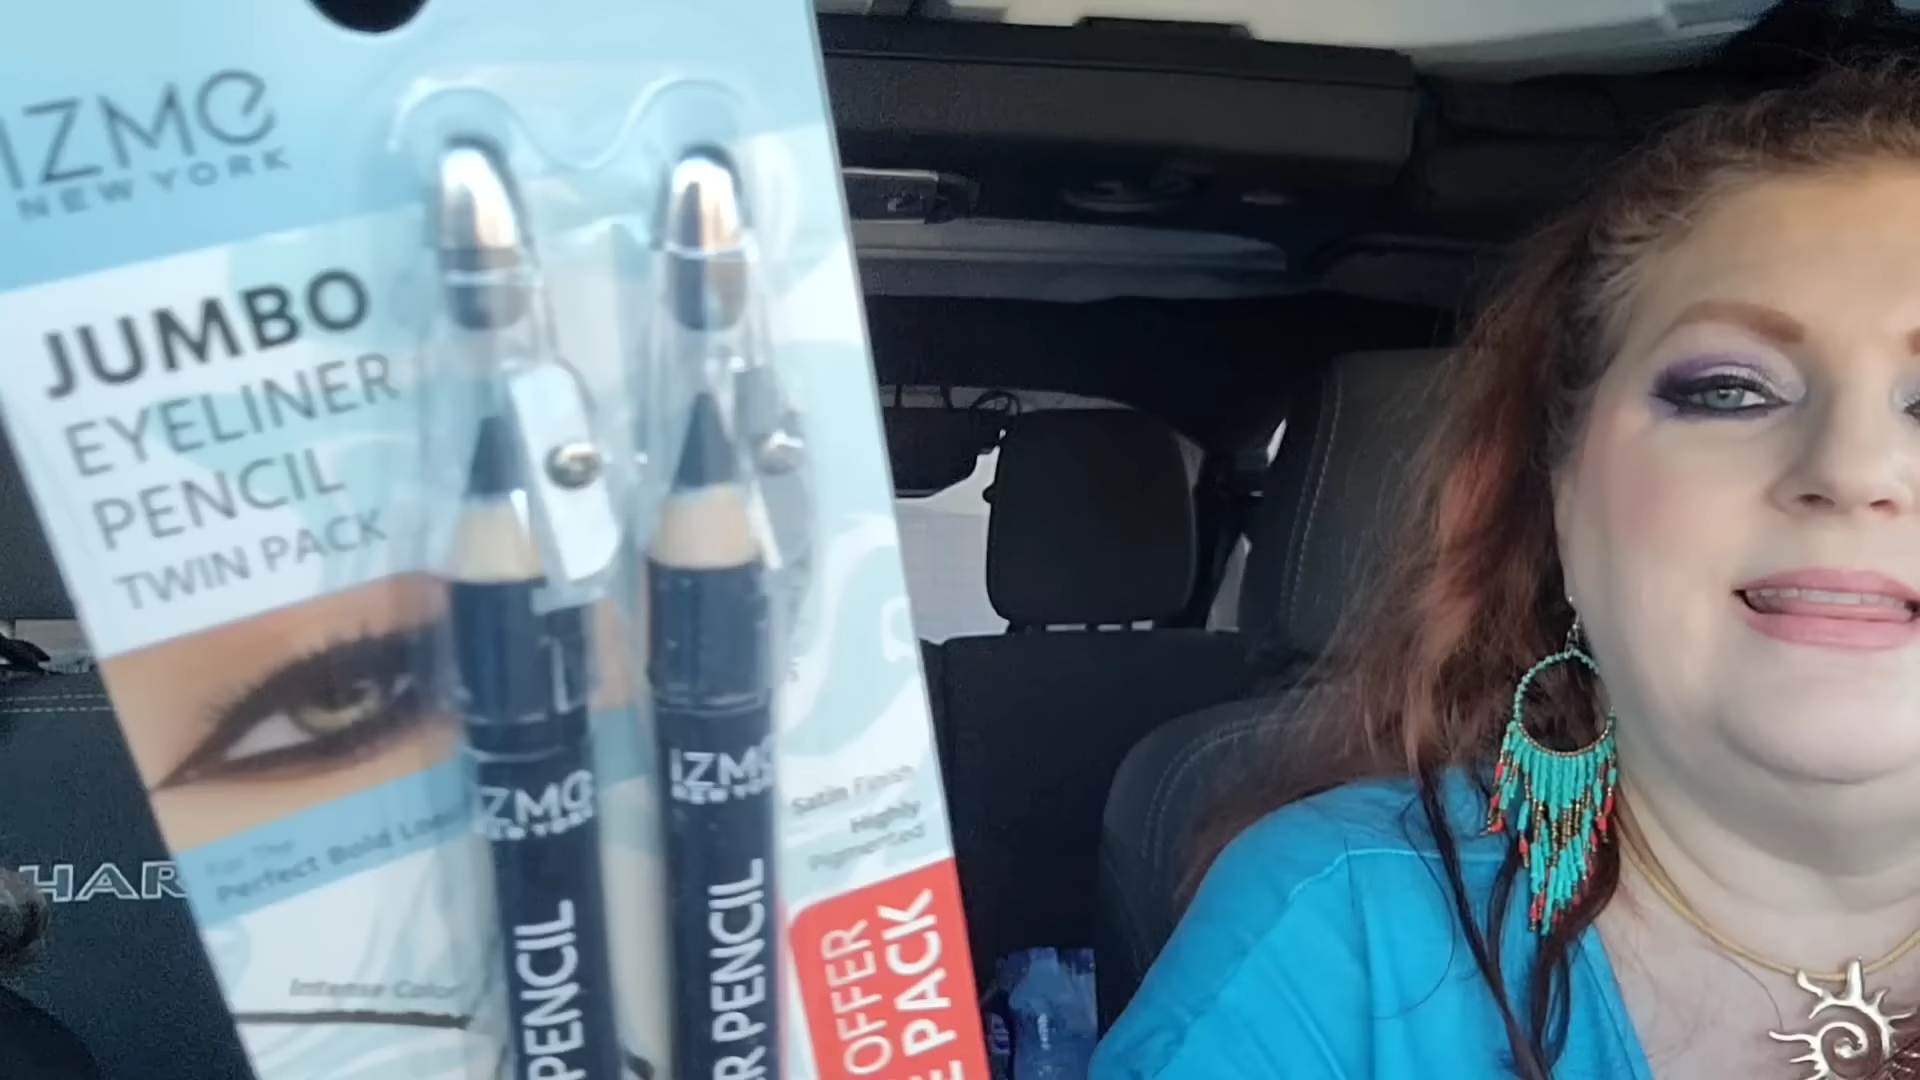 IZMe
NEW YORK
JUMBO
EYELINER
PENCIL
TWIN PACK
For The
Perfect Bold Look
Intense Color
IZMe
NEW YORK
PENCIL
IZMe
NEW YORK
PENCIL
Satin Finish
Highly
Pigmented
OFFER
PACK
HAR